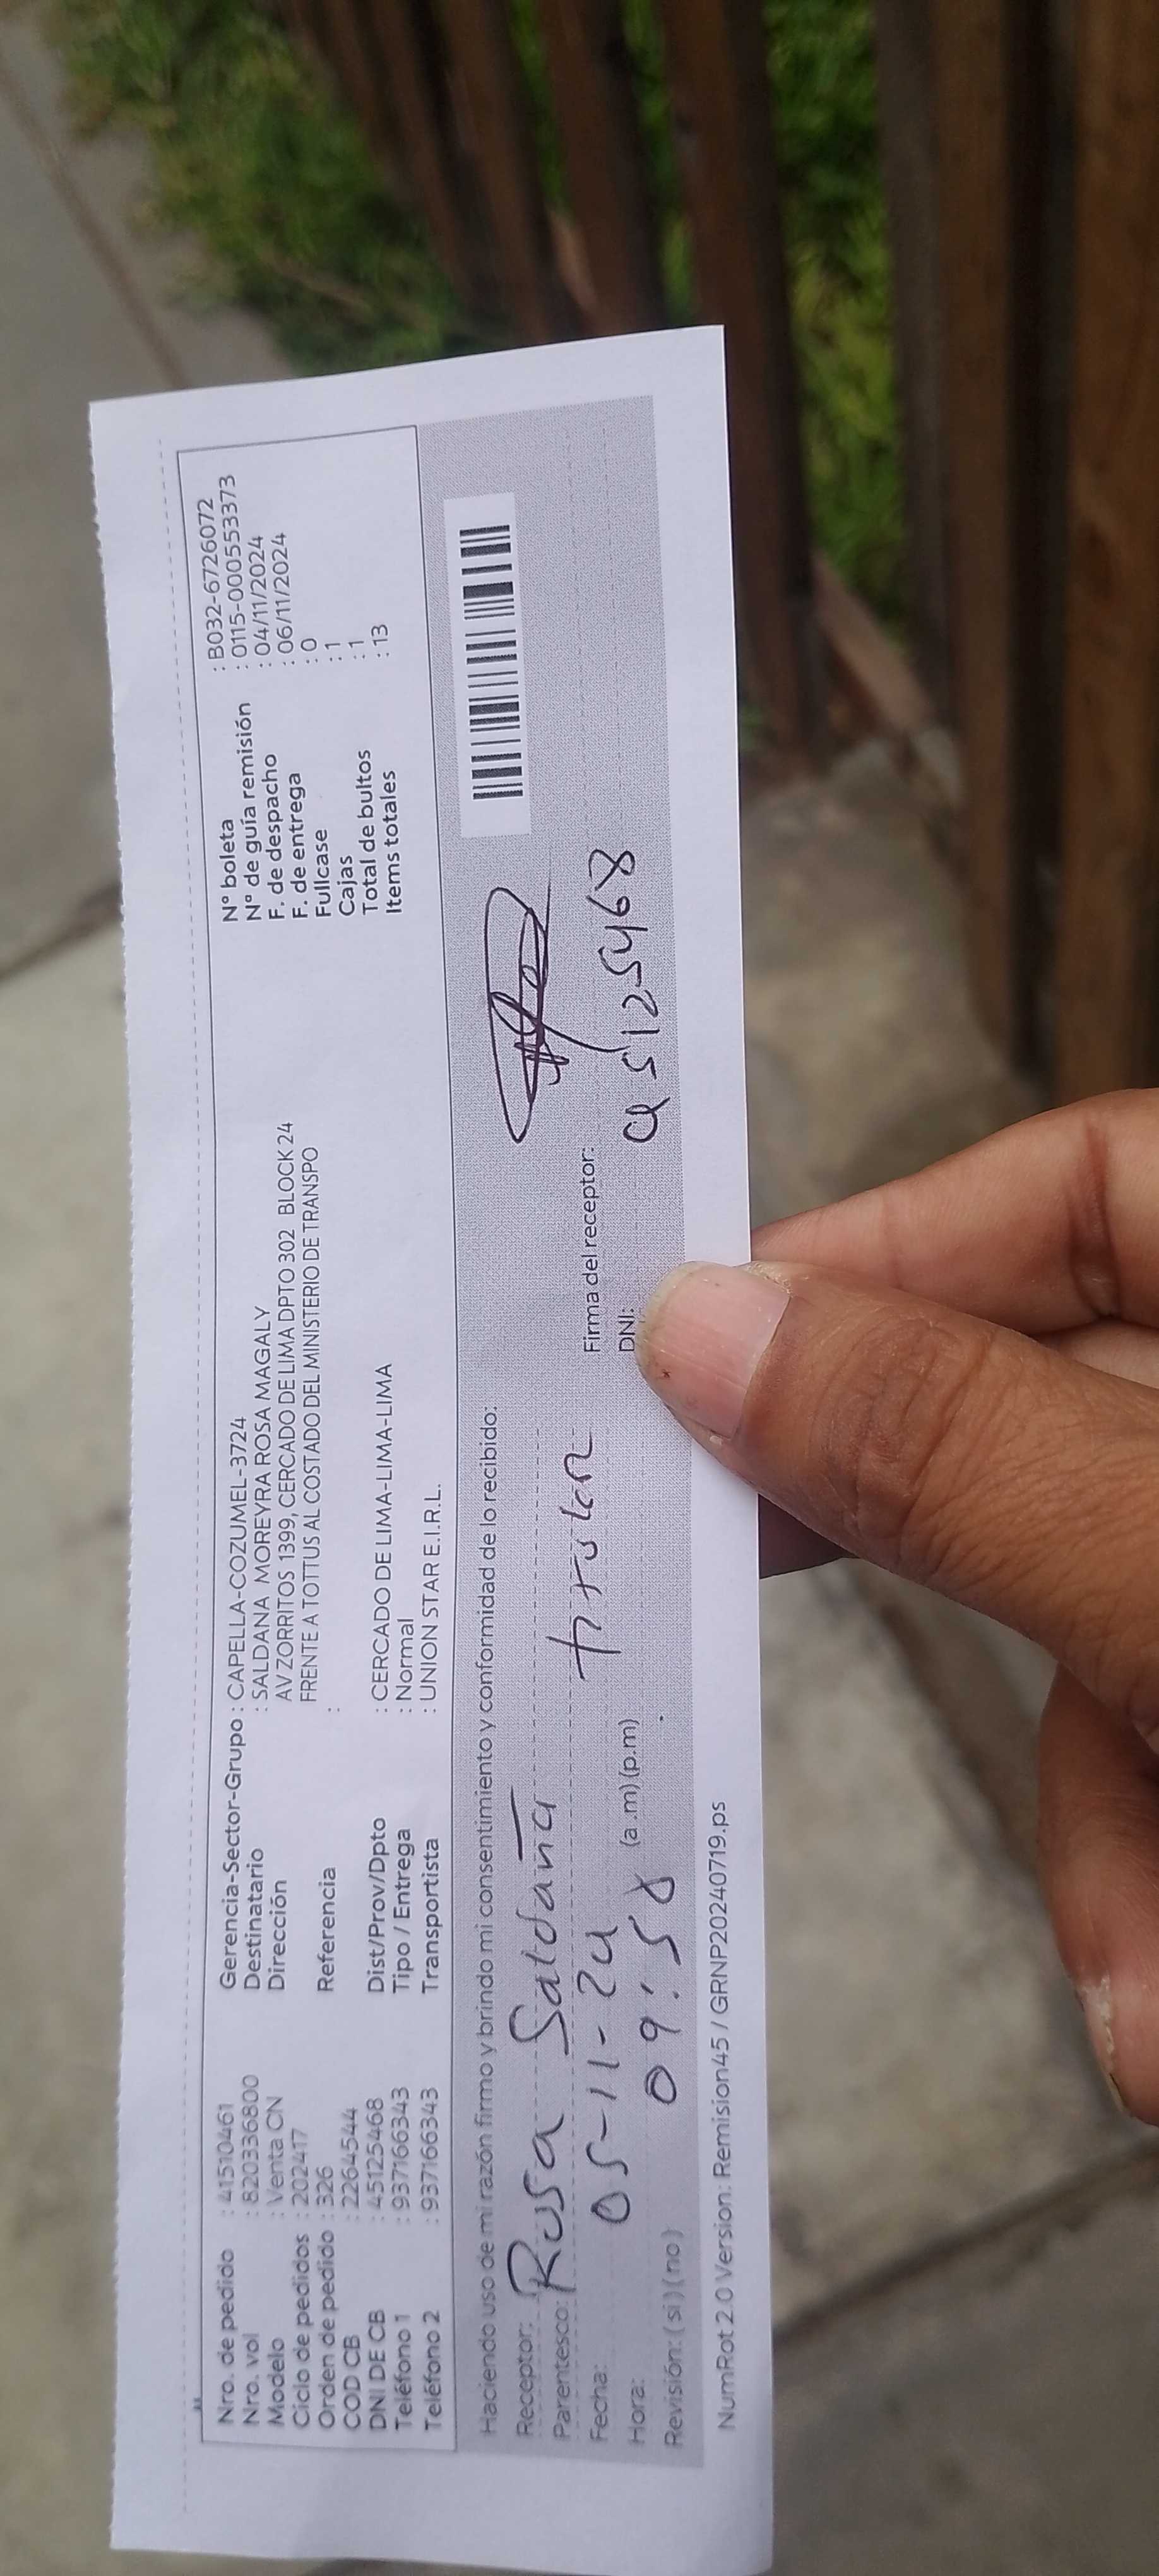 Nro. de pedido : 41510461
Nro. vol : 820336800
Modelo : Venta CN
Ciclo de pedidos : 202417
Orden de pedido : 326
COD CB : 2264544
DNI DE CB : 45125468
Teléfono 1 : 937166343
Teléfono 2 : 937166343
Gerencia-Sector-Grupo : CAPELLA-COZUMEL-3724
Destinatario : SALDANA MOREYRA ROSA MAGALY
Dirección AV ZORRITOS 1399, CERCADO DE LIMA DPTO 302 BLOCK 24
FRENTE A TOTTUS AL COSTADO DEL MINISTERIO DE TRANSPO
Referencia :
Dist/Prov/Dpto : CERCADO DE LIMA-LIMA-LIMA
Tipo / Entrega : Normal
Transportista : UNION STAR E.I.R.L.
N° boleta : B032-6726072
N° de guía remisión : 0115-000553373
F. de despacho : 04/11/2024
F. de entrega : 06/11/2024
Fullcase : 0
Cajas : 1
Total de bultos : 1
Items totales : 13
Haciendo uso de mi razón firmo y brindo mi consentimiento y conformidad de lo recibido:
Receptor: Rosa Saldaña
Parentesco:
Fecha: 05-11-24
Hora: 09:58 (a.m) (p.m)
Revisión: ( si ) ( no )
Firma del receptor:
DNI: 45125468
NumRot 2.0 Version: Remision45 / GRNP20240719.ps